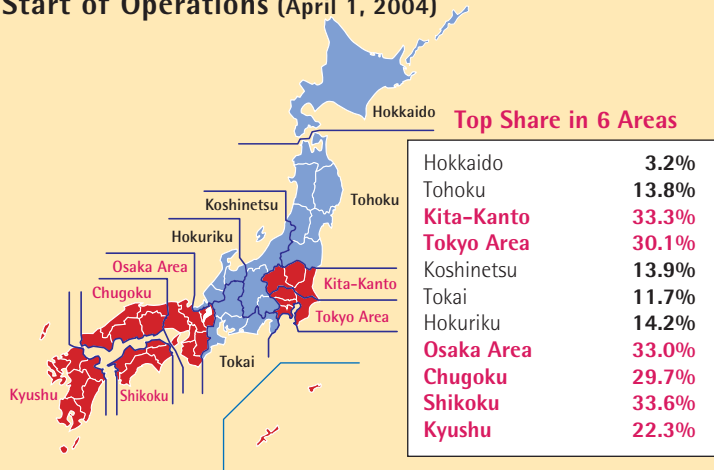 Start of Operations (April 1, 2004)
Hokkaido
Top Share in 6 Areas
Hokkaido 3.2%
Tohoku 13.8%
Kita-Kanto 33.3%
Tokyo Area 30.1%
Koshinetsu 13.9%
Tokai 11.7%
Hokuriku 14.2%
Osaka Area 33.0%
Chugoku 29.7%
Shikoku 33.6%
Kyushu 22.3%
Koshinetsu
Tohoku
Hokuriku
Osaka Area
Kita-Kanto
Chugoku
Tokyo Area
Tokai
Kyushu
Shikoku